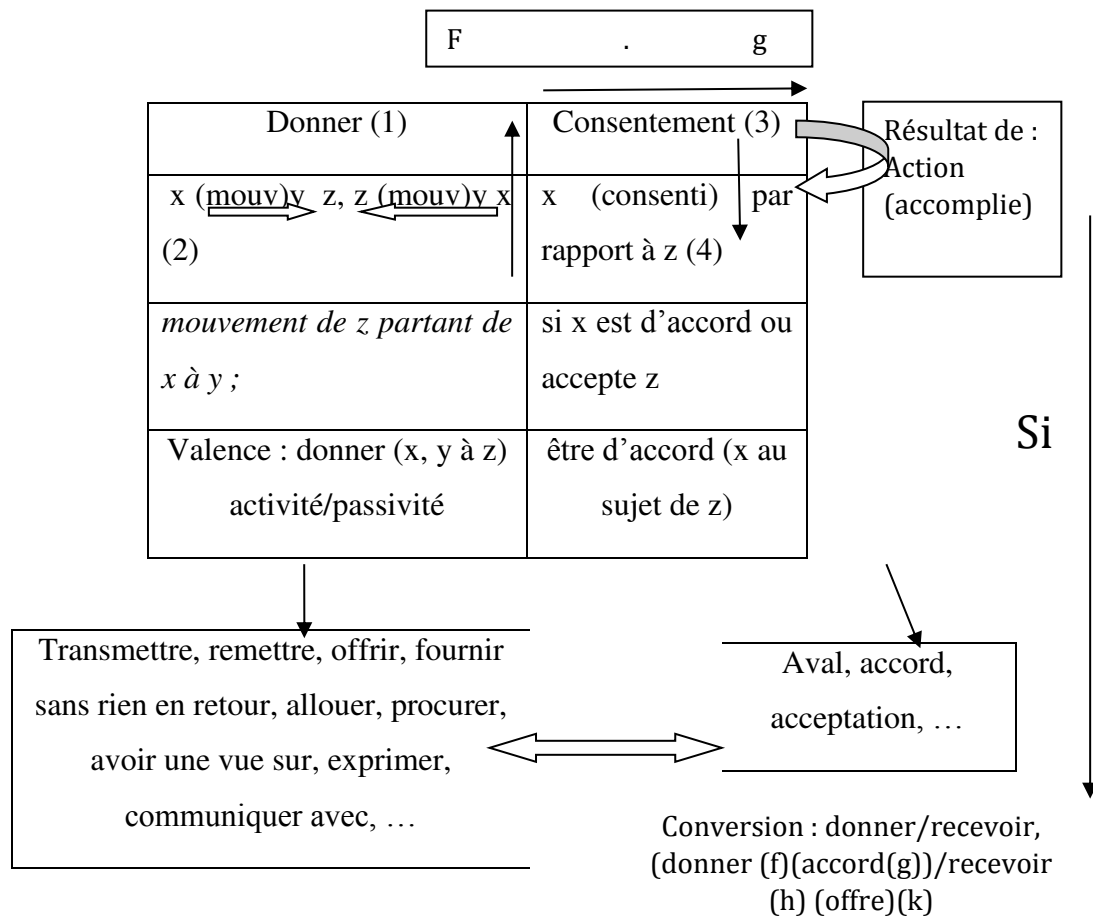 F . g
Donner (1)
Consentement (3)
x (mouv)y z, z (mouv)y x
(2)
x (consenti) par
rapport à z (4)
mouvement de z partant de
x à y ;
si x est d’accord ou
accepte z
Valence : donner (x, y à z)
activité/passivité
être d’accord (x au
sujet de z)
Résultat de :
Action
(accomplie)
Si
Transmettre, remettre, offrir, fournir
sans rien en retour, allouer, procurer,
avoir une vue sur, exprimer,
communiquer avec, …
Aval, accord,
acceptation, …
Conversion : donner/recevoir,
(donner (f)(accord(g))/recevoir
(h) (offre)(k)